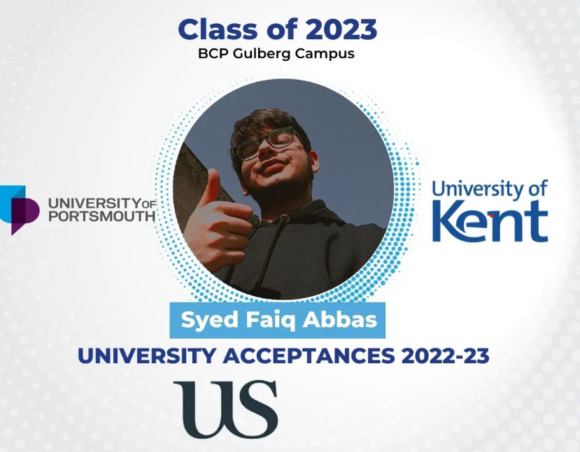 Class of 2023
BCP Gulberg Campus
UNIVERSITY OF
PORTSMOUTH
University of
Kent
Syed Faiq Abbas
UNIVERSITY ACCEPTANCES 2022-23
US